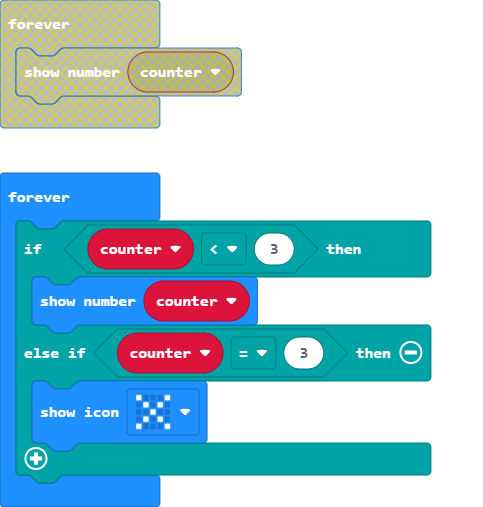 forever
show number counter
forever
if counter < 3 then
show number counter
else if counter = 3 then
show icon